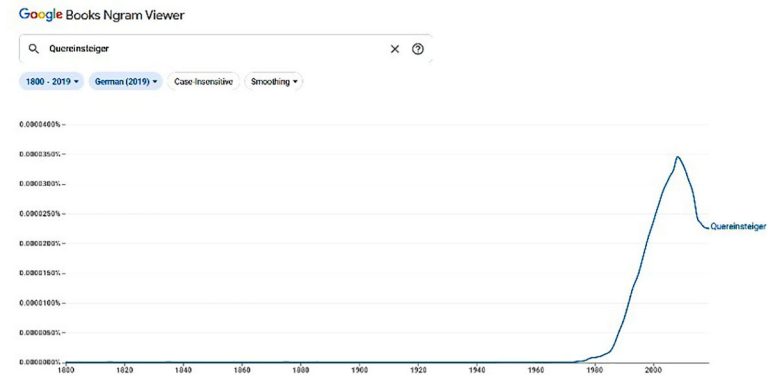 Google Books Ngram Viewer
Quereinsteiger
1800 - 2019 German (2019) Case-Insensitive Smoothing
0.0000400%
0.0000350%
0.0000300%
0.0000250%
Quereinsteiger
0.0000200%
0.0000150%
0.0000100%
0.0000050%
0.0000000%
1800 1820 1840 1860 1880 1900 1920 1940 1960 1980 2000